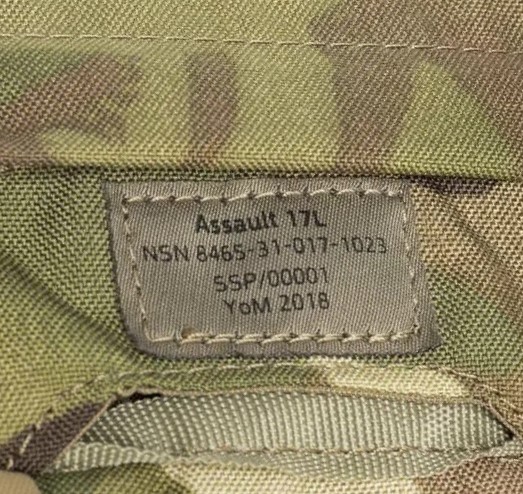 Assault 17L
NSN 8465-31-017-1023
SSP/00001
YoM 2018